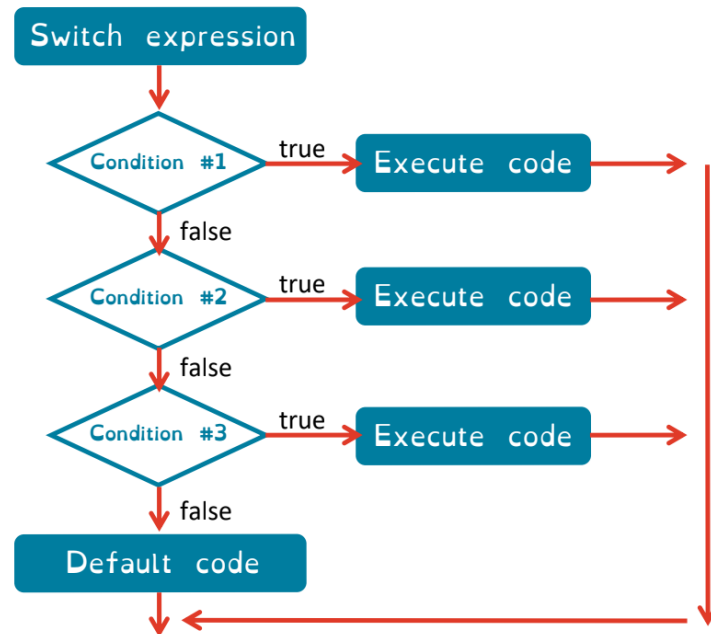 Switch expression
Condition #1
true
Execute code
false
Condition #2
true
Execute code
false
Condition #3
true
Execute code
false
Default code